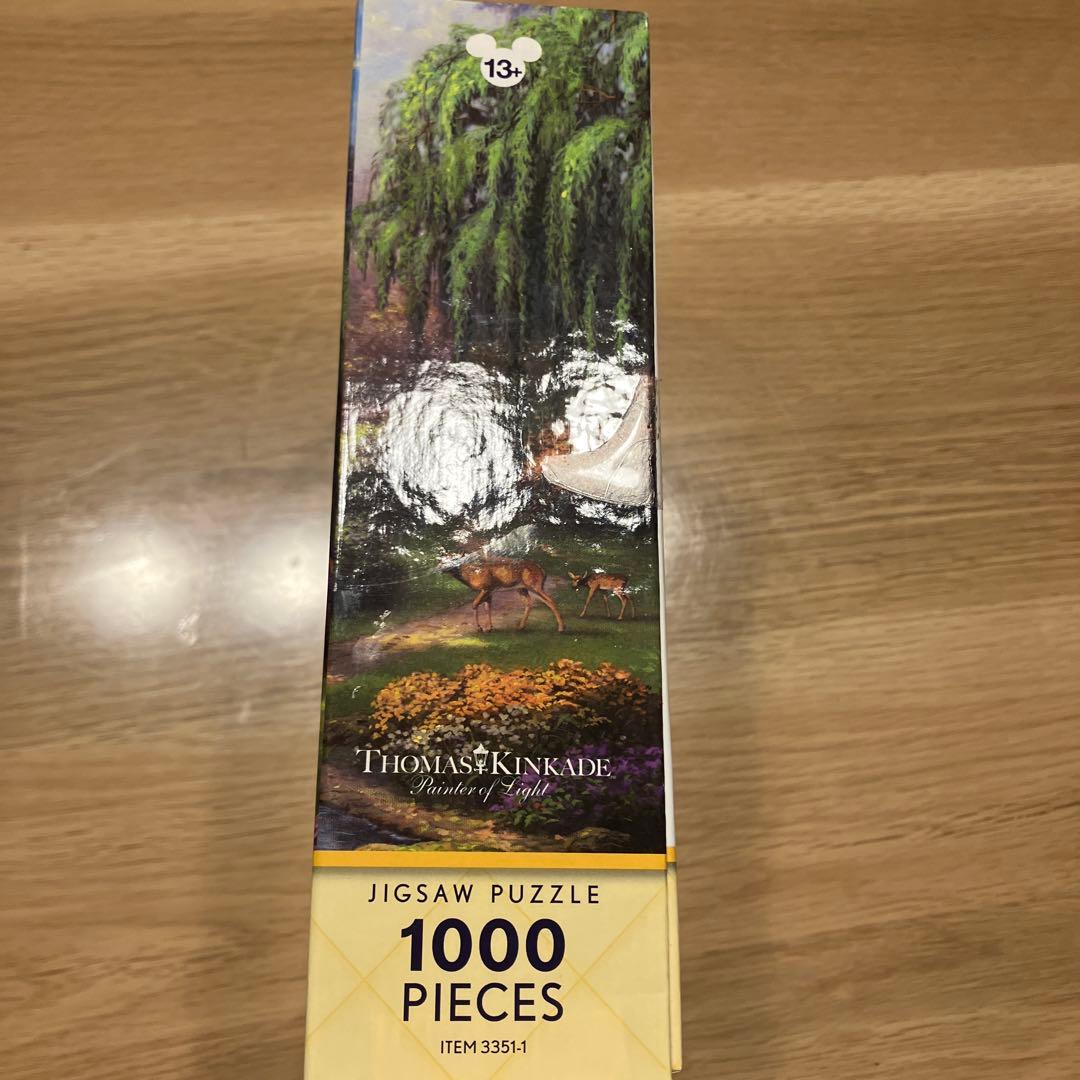 13+
THOMAS KINKADE
Painter of Light
JIGSAW PUZZLE
1000
PIECES
ITEM 3351-1